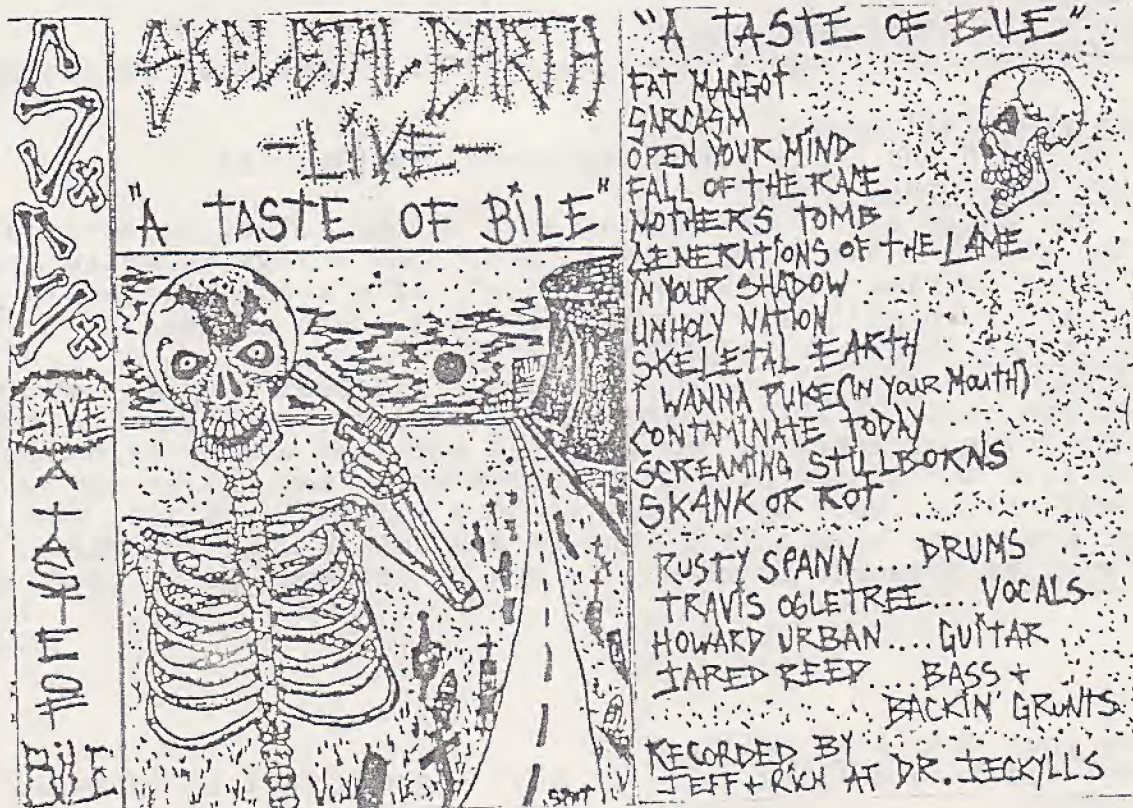 S.E.
LIVE
A
TASTE OF
BILE
SKELETAL EARTH
-LIVE-
"A TASTE OF BILE"
"A TASTE OF BILE"
FAT MAGGOT
SARCASM
OPEN YOUR MIND
FALL OF THE RACE
MOTHERS TOMB
GENERATIONS OF THE LAME
IN YOUR SHADOW
UNHOLY NATION
SKELETAL EARTH
I WANNA PUKE (IN YOUR MOUTH)
CONTAMINATE TODAY
SCREAMING STILLBORNS
SKANK OR ROT
RUSTY SPANN.... DRUMS
TRAVIS OGLETREE.... VOCALS
HOWARD URBAN.... GUITAR
JARED REED.... BASS +
BACKIN' GRUNTS
RECORDED BY
JEFF + RICH AT DR. JECKYLL'S